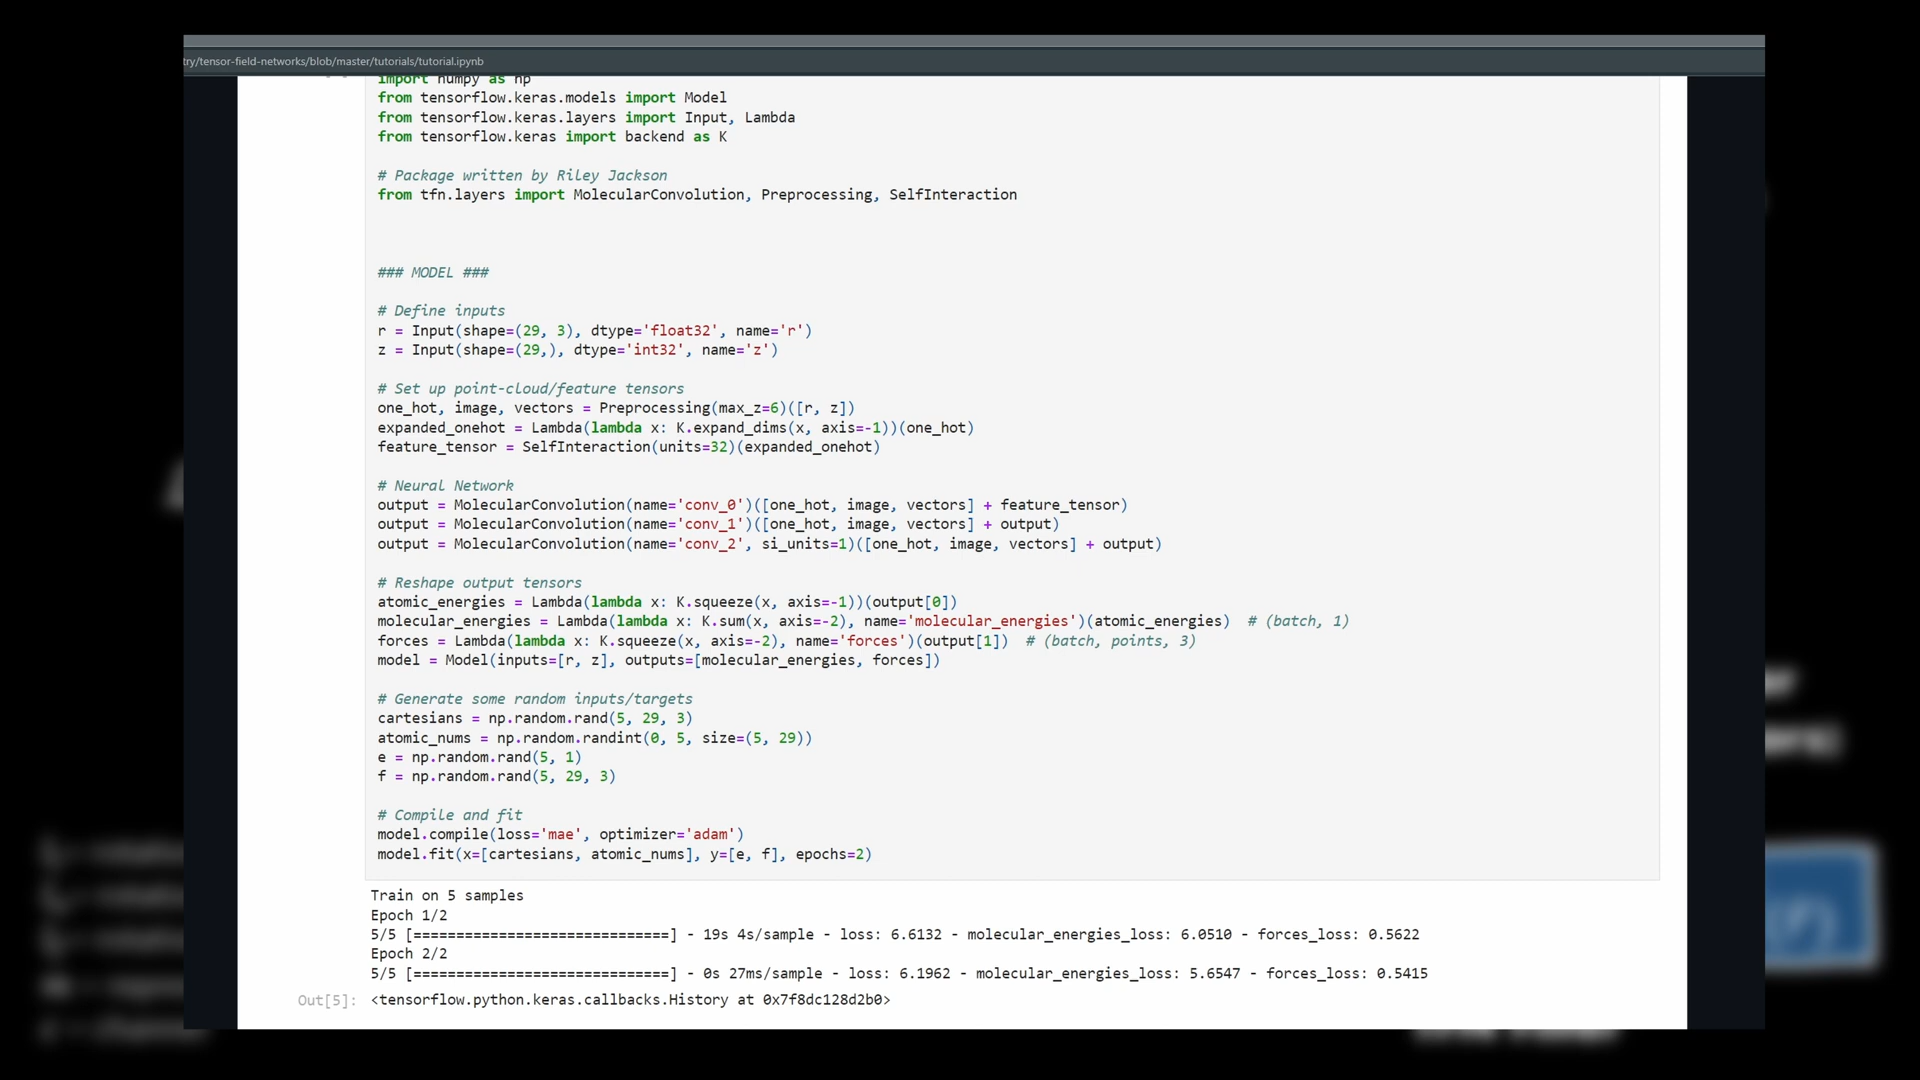 try/tensor-field-networks/blob/master/tutorials/tutorial.ipynb
import numpy as np
from tensorflow.keras.models import Model
from tensorflow.keras.layers import Input, Lambda
from tensorflow.keras import backend as K
# Package written by Riley Jackson
from tfn.layers import MolecularConvolution, Preprocessing, SelfInteraction
### MODEL ###
# Define inputs
r = Input(shape=(29, 3), dtype='float32', name='r')
z = Input(shape=(29,), dtype='int32', name='z')
# Set up point-cloud/feature tensors
one_hot, image, vectors = Preprocessing(max_z=6)([r, z])
expanded_onehot = Lambda(lambda x: K.expand_dims(x, axis=-1))(one_hot)
feature_tensor = SelfInteraction(units=32)(expanded_onehot)
# Neural Network
output = MolecularConvolution(name='conv_0')([one_hot, image, vectors] + feature_tensor)
output = MolecularConvolution(name='conv_1')([one_hot, image, vectors] + output)
output = MolecularConvolution(name='conv_2', si_units=1)([one_hot, image, vectors] + output)
# Reshape output tensors
atomic_energies = Lambda(lambda x: K.squeeze(x, axis=-1))(output[0])
molecular_energies = Lambda(lambda x: K.sum(x, axis=-2), name='molecular_energies')(atomic_energies)  # (batch, 1)
forces = Lambda(lambda x: K.squeeze(x, axis=-2), name='forces')(output[1])  # (batch, points, 3)
model = Model(inputs=[r, z], outputs=[molecular_energies, forces])
# Generate some random inputs/targets
cartesians = np.random.rand(5, 29, 3)
atomic_nums = np.random.randint(0, 5, size=(5, 29))
e = np.random.rand(5, 1)
f = np.random.rand(5, 29, 3)
# Compile and fit
model.compile(loss='mae', optimizer='adam')
model.fit(x=[cartesians, atomic_nums], y=[e, f], epochs=2)
Train on 5 samples
Epoch 1/2
5/5 [==============================] - 19s 4s/sample - loss: 6.6132 - molecular_energies_loss: 6.0510 - forces_loss: 0.5622
Epoch 2/2
5/5 [==============================] - 0s 27ms/sample - loss: 6.1962 - molecular_energies_loss: 5.6547 - forces_loss: 0.5415
Out[5]: <tensorflow.python.keras.callbacks.History at 0x7f8dc128d2b0>